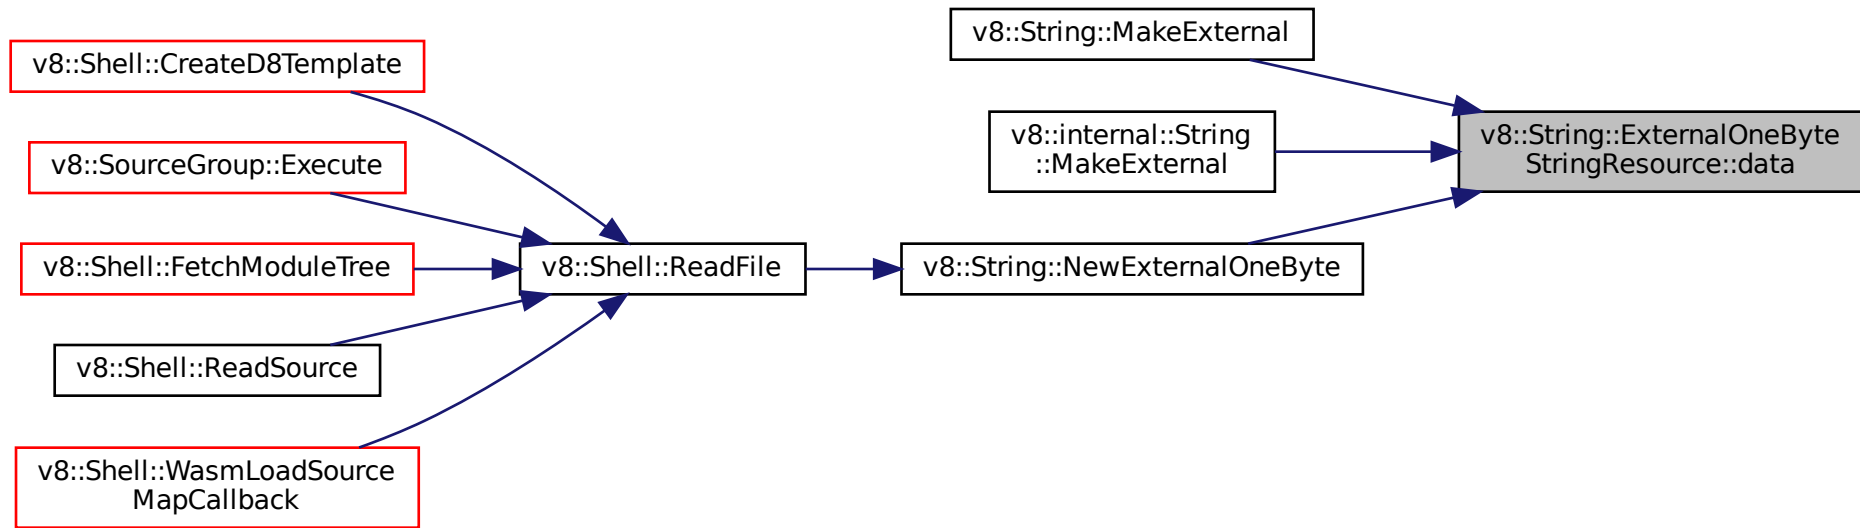 v8::String::MakeExternal
v8::Shell::CreateD8Template
v8::internal::String
::MakeExternal
v8::String::ExternalOneByte
StringResource::data
v8::SourceGroup::Execute
v8::Shell::FetchModuleTree
v8::Shell::ReadFile
v8::String::NewExternalOneByte
v8::Shell::ReadSource
v8::Shell::WasmLoadSource
MapCallback